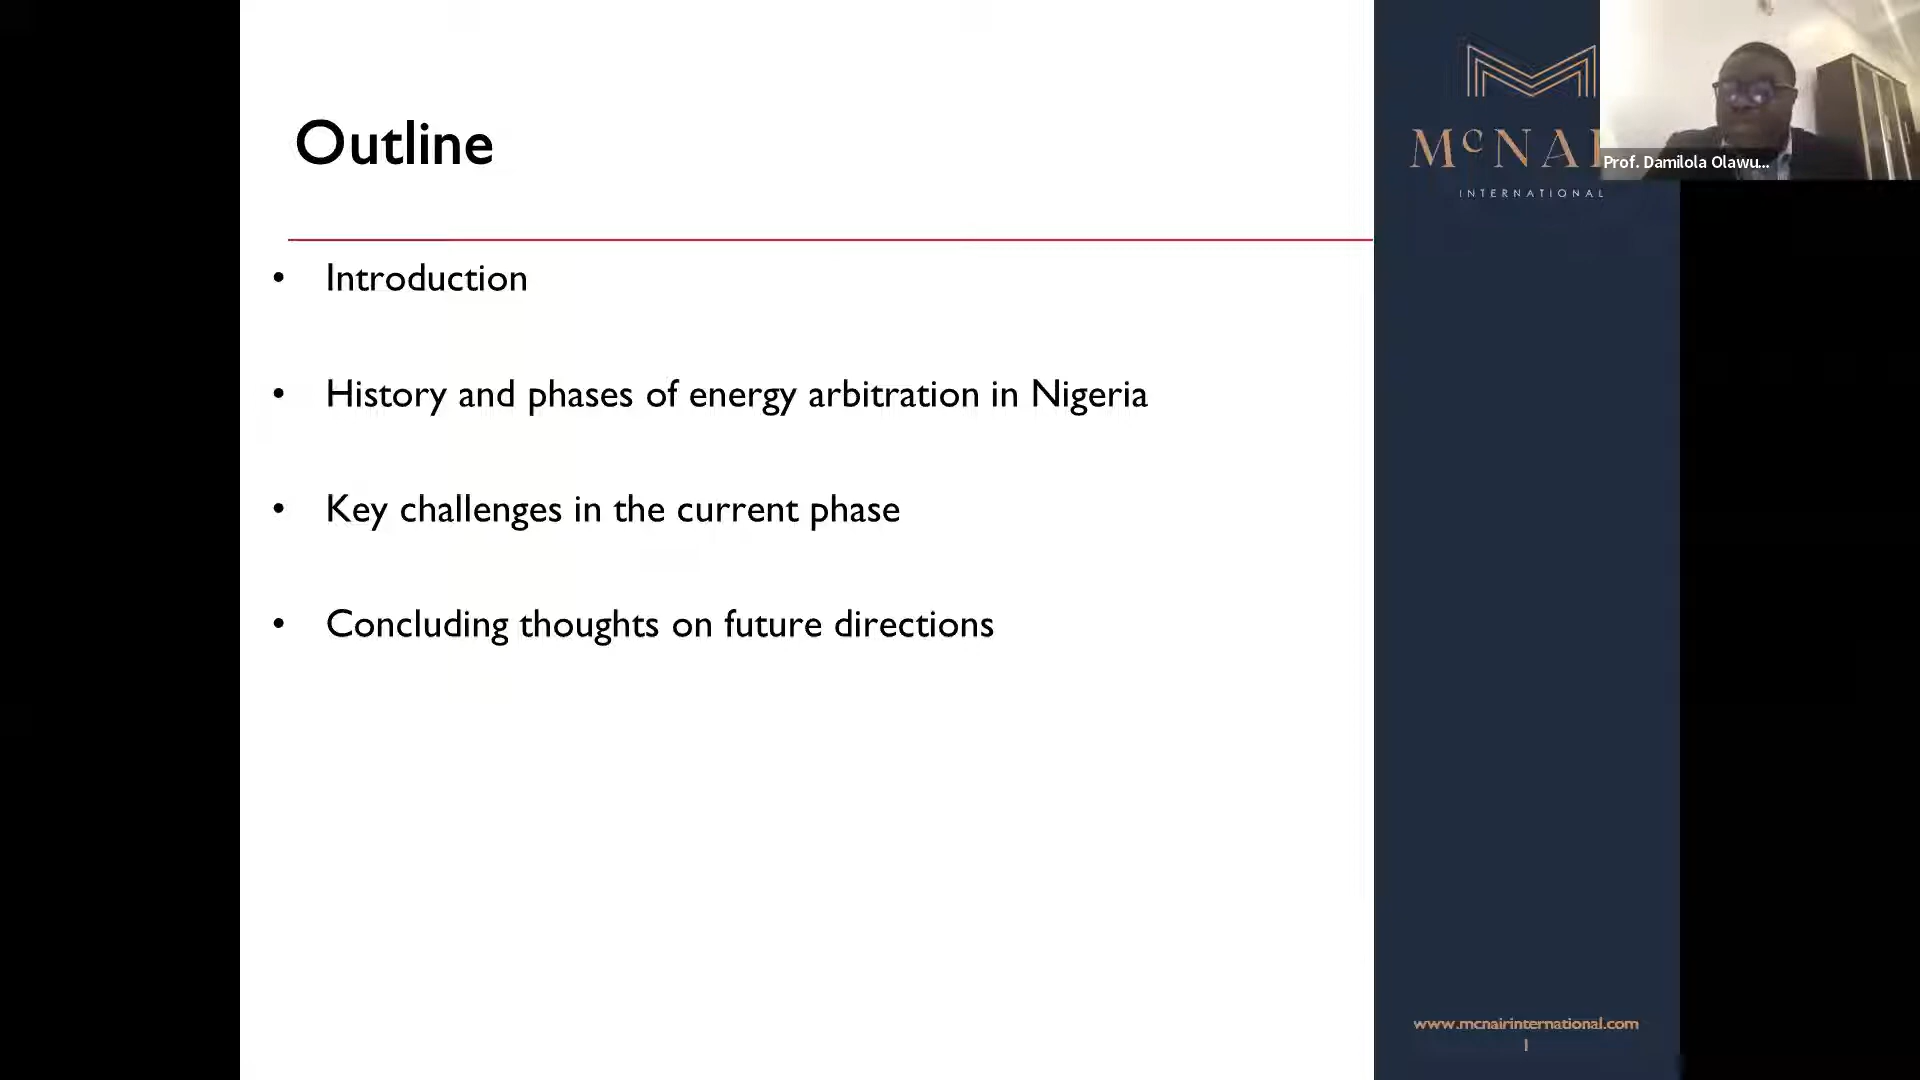 Outline
• Introduction
• History and phases of energy arbitration in Nigeria
• Key challenges in the current phase
• Concluding thoughts on future directions
McNA
INTERNATIONAL
Prof. Damilola Olawu...
www.mcnairinternational.com
1